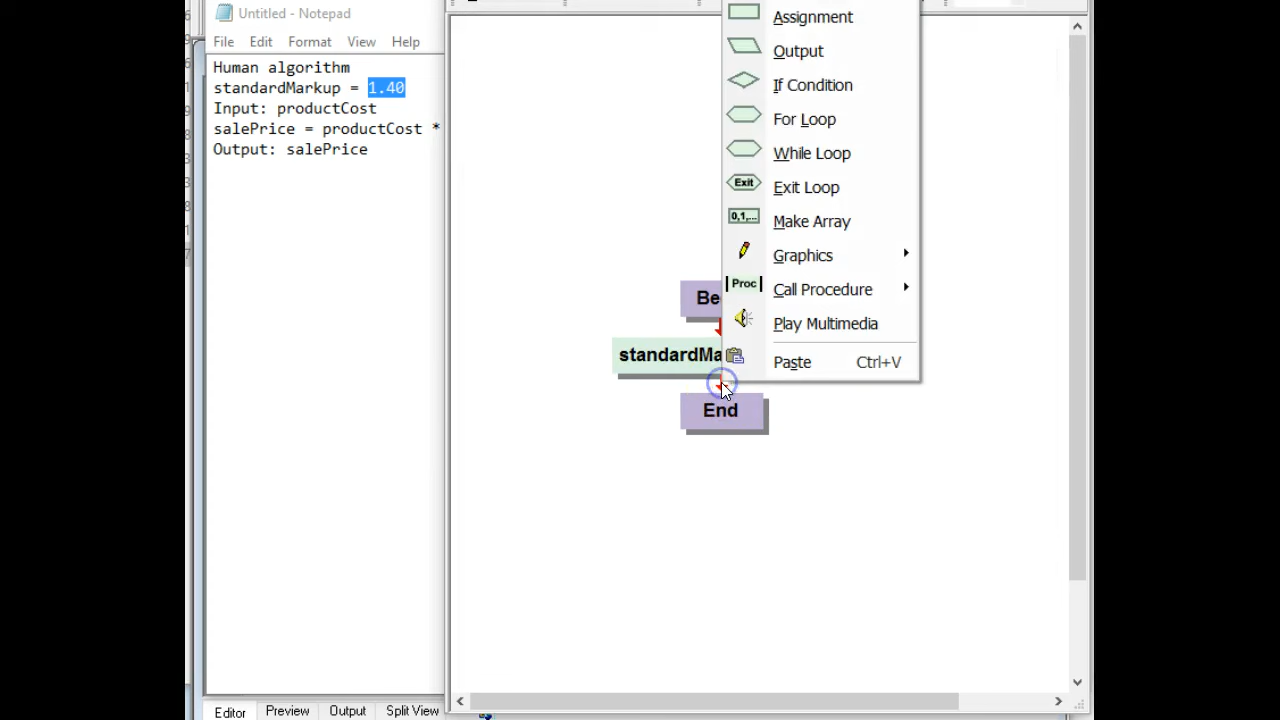 Untitled - Notepad
File Edit Format View Help
Human algorithm
standardMarkup = 1.40
Input: productCost
salePrice = productCost *
Output: salePrice
Assignment
Output
If Condition
For Loop
While Loop
Exit Exit Loop
0,1,... Make Array
Graphics
Proc Call Procedure
Play Multimedia
Paste Ctrl+V
Be
standardMa
End
Editor Preview Output Split View